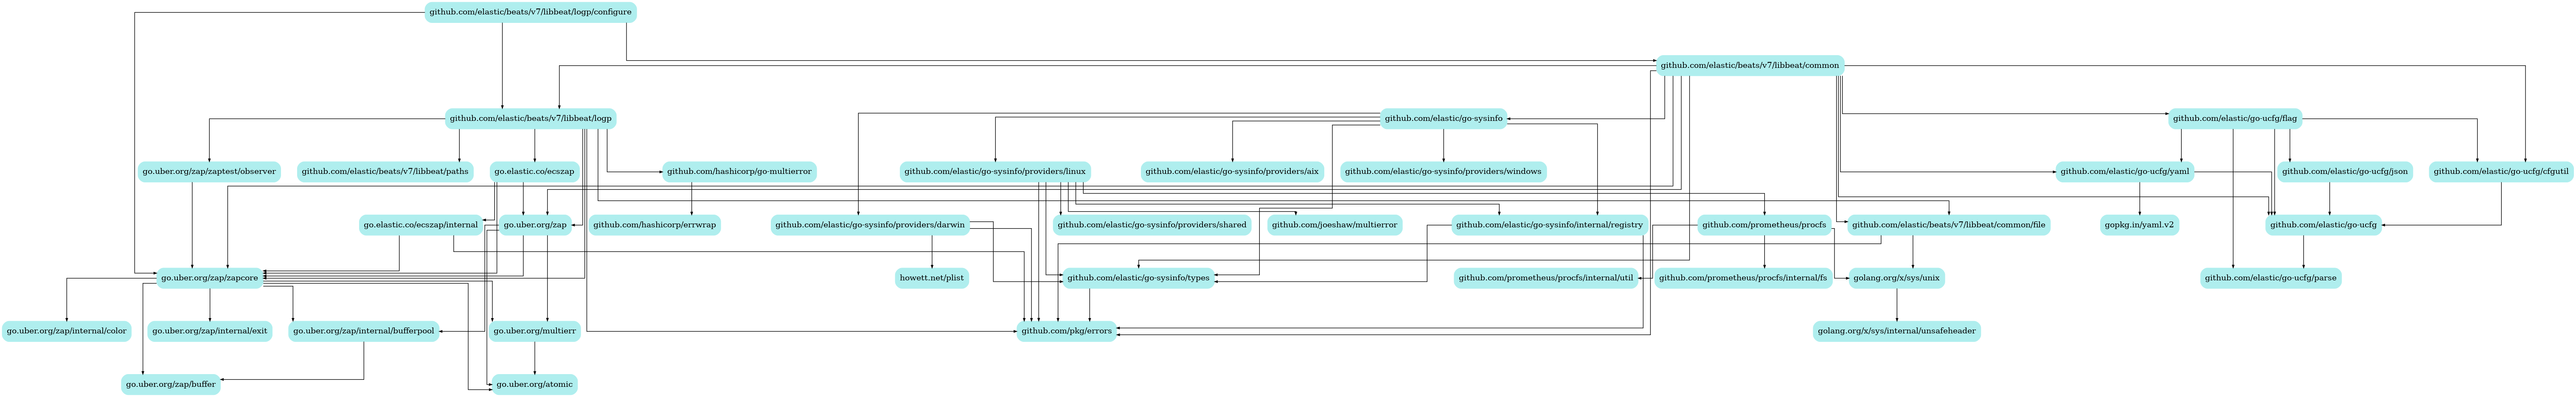 github.com/elastic/beats/v7/libbeat/logp/configure
github.com/elastic/beats/v7/libbeat/common
github.com/elastic/beats/v7/libbeat/logp
github.com/elastic/go-sysinfo
github.com/elastic/go-ucfg/flag
go.uber.org/zap/zaptest/observer
github.com/elastic/beats/v7/libbeat/paths
go.elastic.co/ecszap
github.com/hashicorp/go-multierror
github.com/elastic/go-sysinfo/providers/linux
github.com/elastic/go-sysinfo/providers/aix
github.com/elastic/go-sysinfo/providers/windows
github.com/elastic/go-ucfg/yaml
github.com/elastic/go-ucfg/json
github.com/elastic/go-ucfg/cfgutil
go.elastic.co/ecszap/internal
go.uber.org/zap
github.com/hashicorp/errwrap
github.com/elastic/go-sysinfo/providers/darwin
github.com/elastic/go-sysinfo/providers/shared
github.com/joeshaw/multierror
github.com/elastic/go-sysinfo/internal/registry
github.com/prometheus/procfs
github.com/elastic/beats/v7/libbeat/common/file
gopkg.in/yaml.v2
github.com/elastic/go-ucfg
go.uber.org/zap/zapcore
howett.net/plist
github.com/elastic/go-sysinfo/types
github.com/prometheus/procfs/internal/util
github.com/prometheus/procfs/internal/fs
golang.org/x/sys/unix
github.com/elastic/go-ucfg/parse
go.uber.org/zap/internal/color
go.uber.org/zap/internal/exit
go.uber.org/zap/internal/bufferpool
go.uber.org/multierr
github.com/pkg/errors
golang.org/x/sys/internal/unsafeheader
go.uber.org/zap/buffer
go.uber.org/atomic